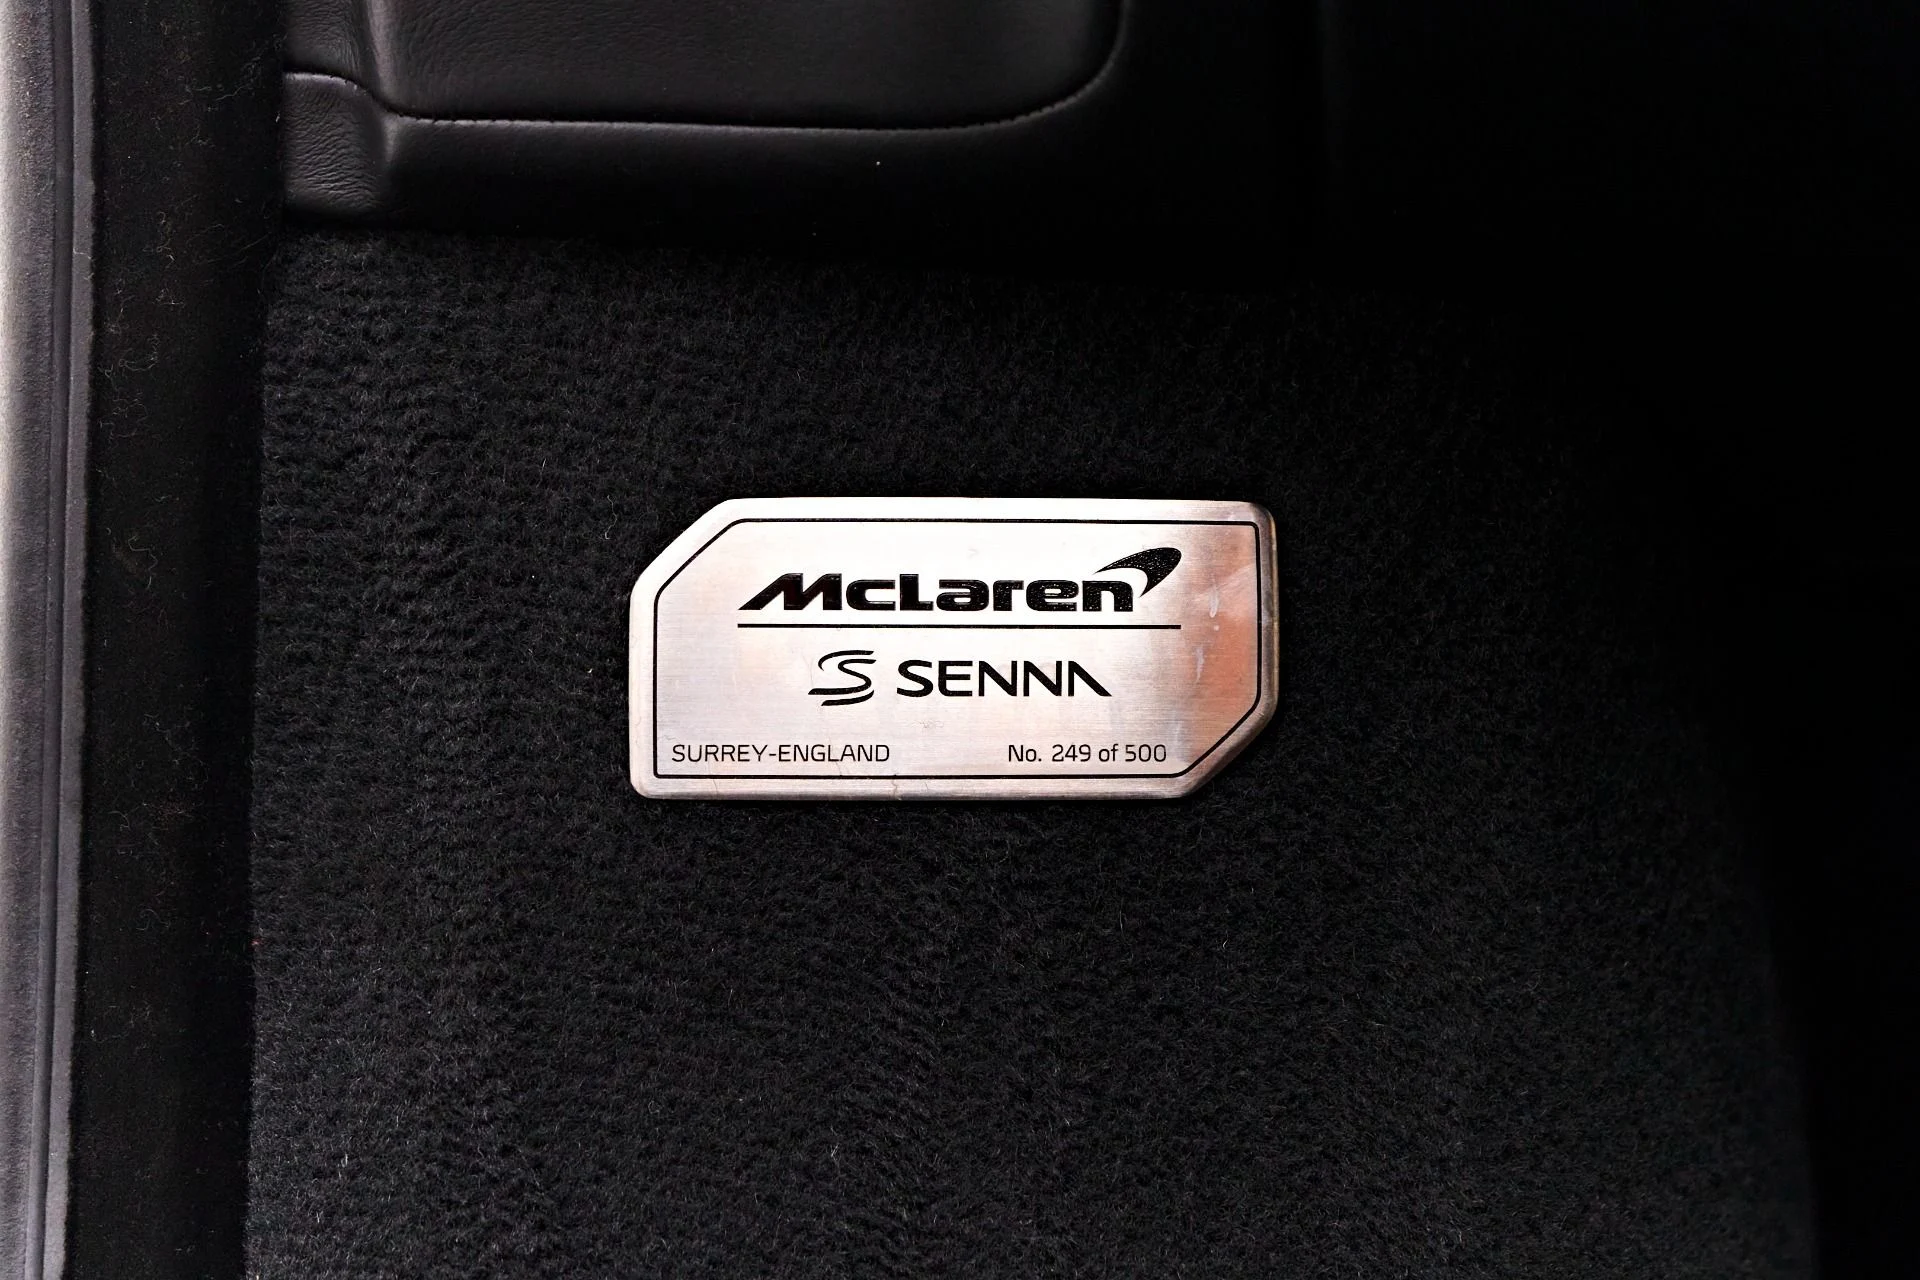 McLaren
SENNA
SURREY-ENGLAND
No. 249 of 500